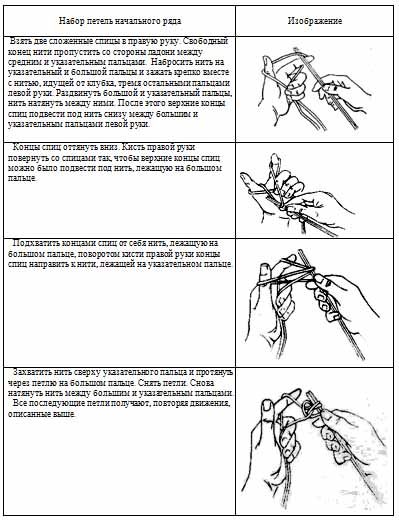 Набор петель начального ряда
Изображение
Взять две сложенные спицы в правую руку. Свободный
конец нити пропустить со стороны ладони между
средним и указательным пальцами. Набросить нить на
указательный и большой пальцы и зажать крепко вместе
с нитью, идущей от клубка, тремя остальными пальцами
левой руки. Раздвинуть большой и указательный пальцы,
нить натянуть между ними. После этого верхние концы
спиц подвести под нить снизу между большим и
указательным пальцами левой руки.
Концы спиц оттянуть вниз. Кисть правой руки
повернуть со спицами так, чтобы верхние концы спиц
можно было подвести под нить, лежащую на большом
пальце.
Подхватить концами спиц от себя нить, лежащую на
большом пальце, поворотом кисти правой руки концы
спиц направить к нити, лежащей на указательном пальце.
Захватить нить сверху указательного пальца и протянуть
через петлю на большом пальце. Снять петли. Снова
натянуть нить между большим и указательным пальцами.
Все последующие петли получают, повторяя движения,
описанные выше.